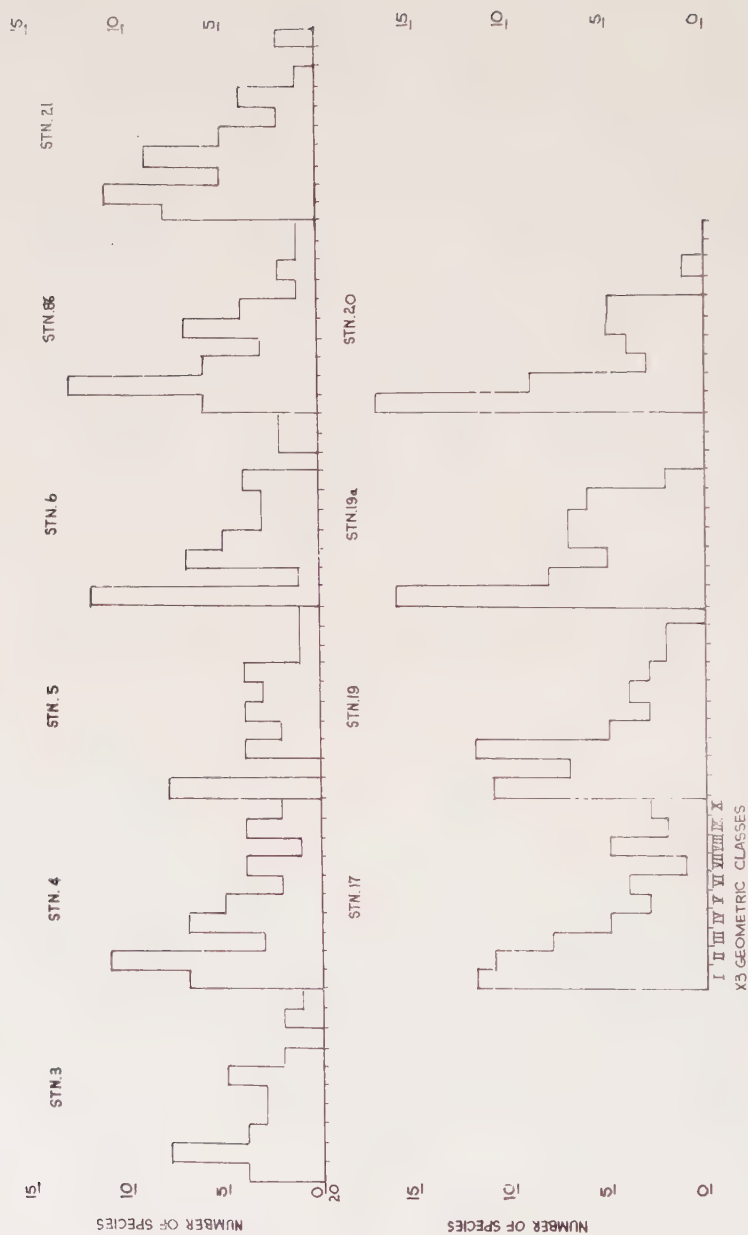 STN.3
STN.4
STN.5
STN.6
STN.
STN.21
15
10
5
0
NUMBER OF SPECIES
15
10
5
STN.17
STN.19
STN.19a
STN.20
20
15
10
5
0
NUMBER OF SPECIES
15
10
5
0
I II III IV V VI VII VIII IX X
X3 GEOMETRIC CLASSES